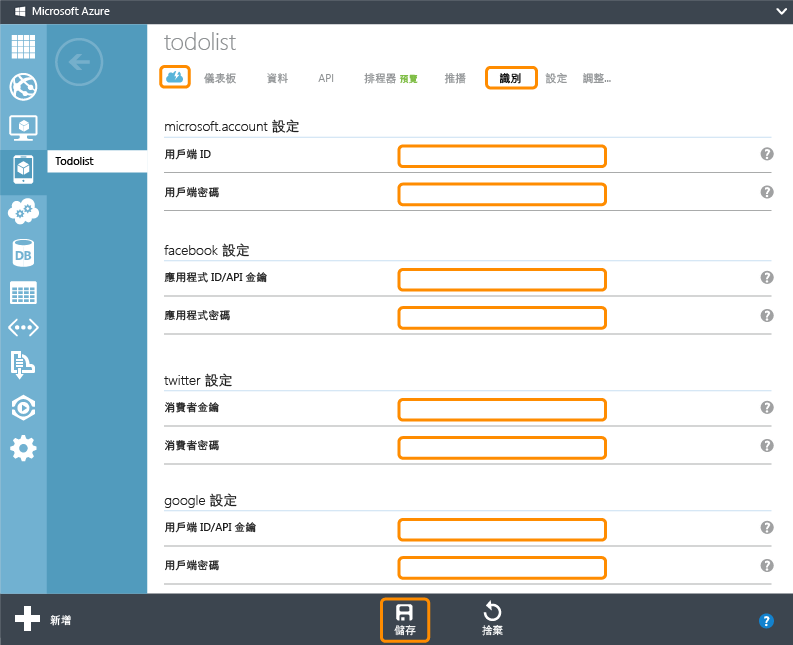 Microsoft Azure
todolist
儀表板 資料 API 排程器 預覽 推播 識別 設定 調整...
Todolist
microsoft.account 設定
用戶端 ID
用戶端密碼
facebook 設定
應用程式 ID/API 金鑰
應用程式密碼
twitter 設定
消費者金鑰
消費者密碼
google 設定
用戶端 ID/API 金鑰
用戶端密碼
DB
新增 儲存 捨棄